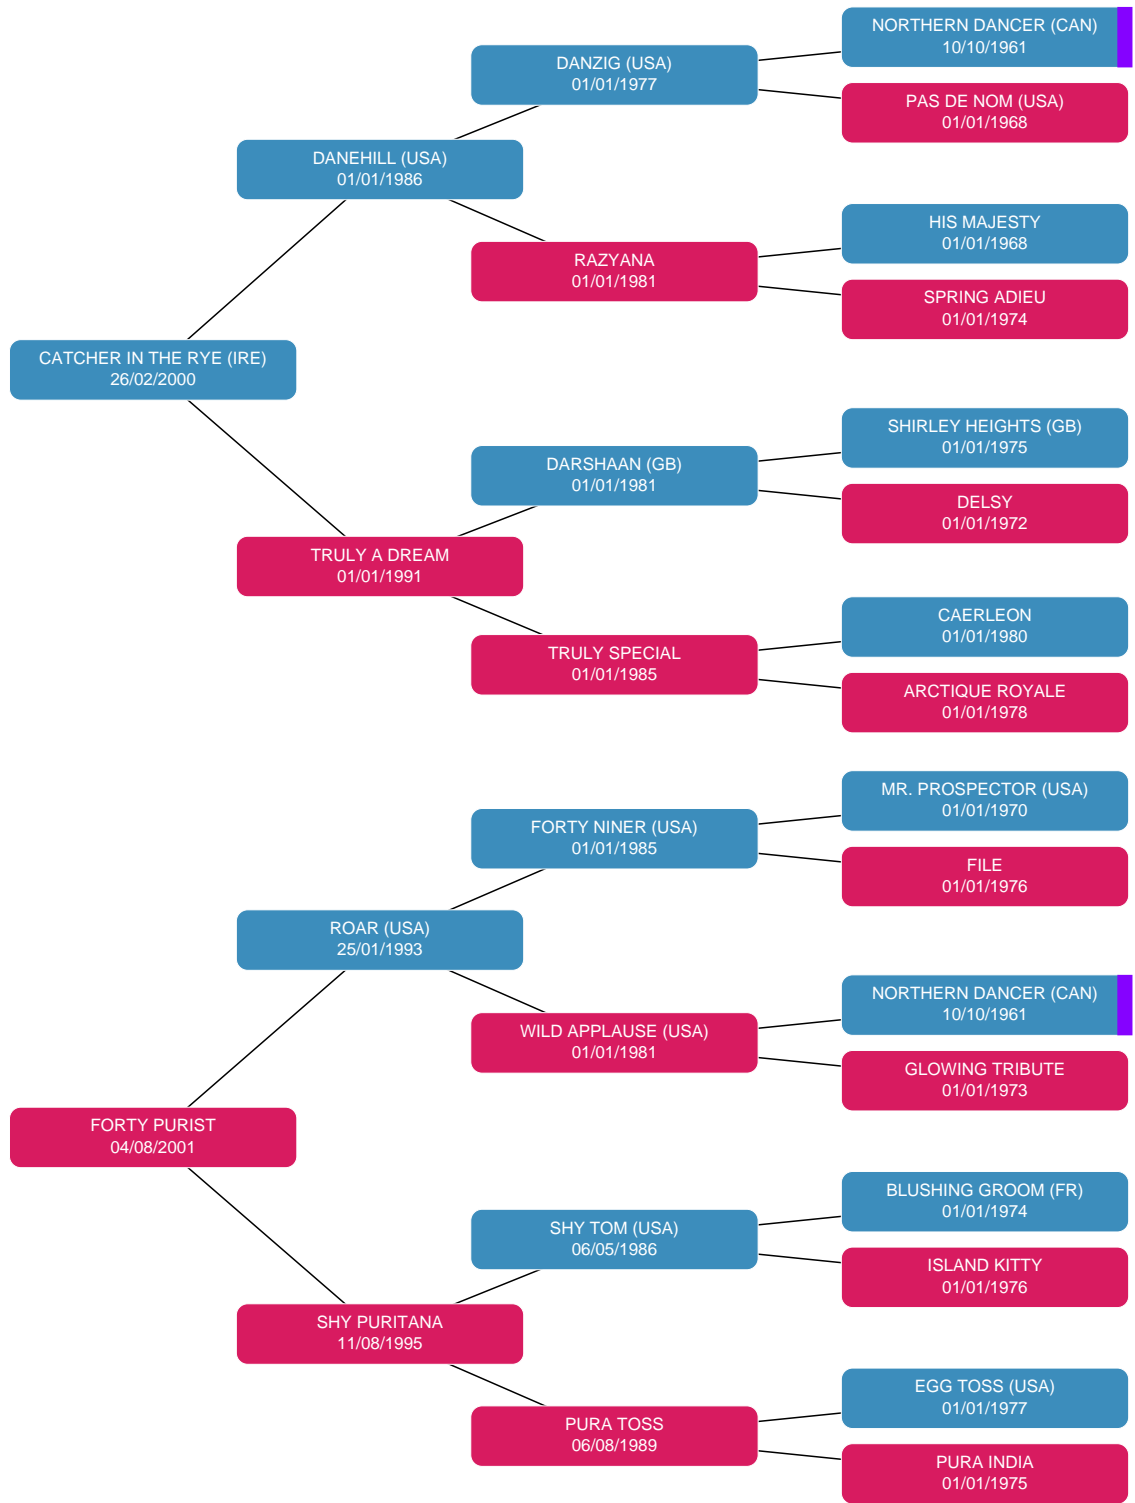 NORTHERN DANCER (CAN)
10/10/1961
DANZIG (USA)
01/01/1977
PAS DE NOM (USA)
01/01/1968
DANEHILL (USA)
01/01/1986
HIS MAJESTY
01/01/1968
RAZYANA
01/01/1981
SPRING ADIEU
01/01/1974
CATCHER IN THE RYE (IRE)
26/02/2000
SHIRLEY HEIGHTS (GB)
01/01/1975
DARSHAAN (GB)
01/01/1981
DELSY
01/01/1972
TRULY A DREAM
01/01/1991
CAERLEON
01/01/1980
TRULY SPECIAL
01/01/1985
ARCTIQUE ROYALE
01/01/1978
MR. PROSPECTOR (USA)
01/01/1970
FORTY NINER (USA)
01/01/1985
FILE
01/01/1976
ROAR (USA)
25/01/1993
NORTHERN DANCER (CAN)
10/10/1961
WILD APPLAUSE (USA)
01/01/1981
GLOWING TRIBUTE
01/01/1973
FORTY PURIST
04/08/2001
BLUSHING GROOM (FR)
01/01/1974
SHY TOM (USA)
06/05/1986
ISLAND KITTY
01/01/1976
SHY PURITANA
11/08/1995
EGG TOSS (USA)
01/01/1977
PURA TOSS
06/08/1989
PURA INDIA
01/01/1975